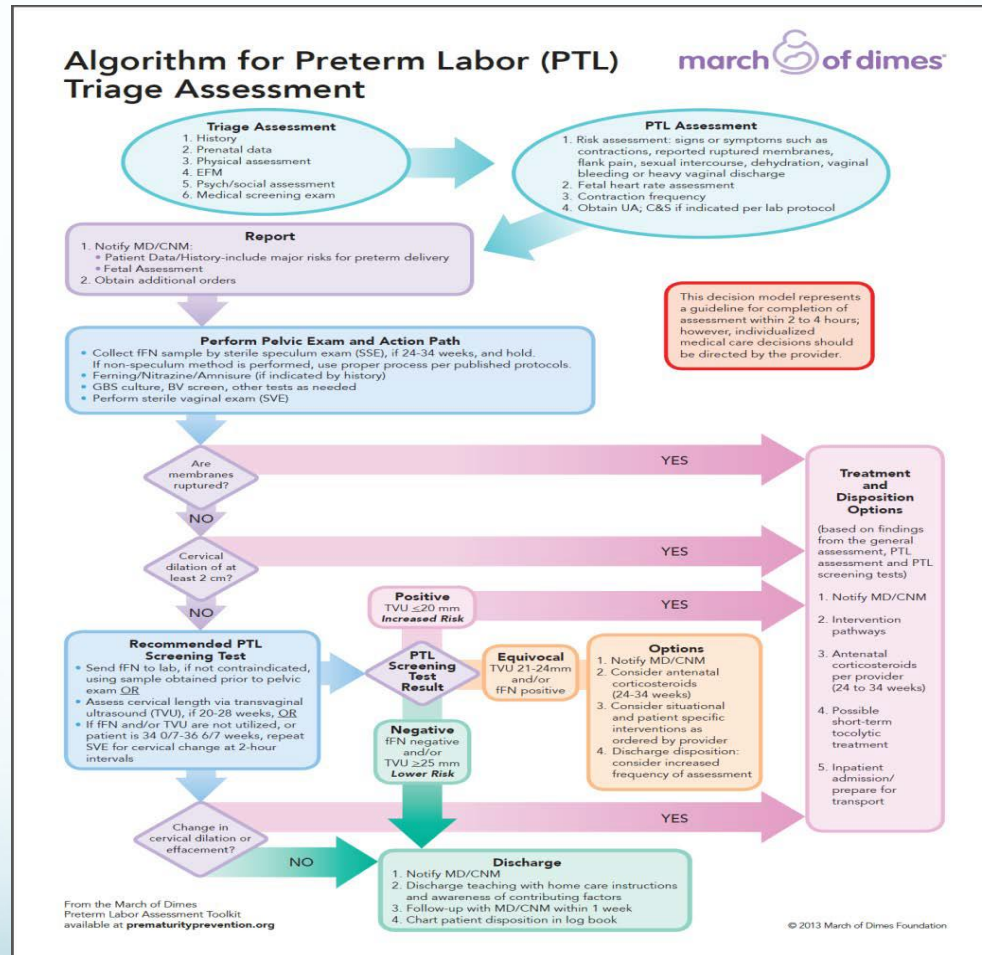 Algorithm for Preterm Labor (PTL)
Triage Assessment
march of dimes®
Triage Assessment
1. History
2. Prenatal data
3. Physical assessment
4. EFM
5. Psych/social assessment
6. Medical screening exam
PTL Assessment
1. Risk assessment: signs or symptoms such as
contractions, reported ruptured membranes,
flank pain, sexual intercourse, dehydration, vaginal
bleeding or heavy vaginal discharge
2. Fetal heart rate assessment
3. Contraction frequency
4. Obtain UA; C&S if indicated per lab protocol
Report
1. Notify MD/CNM:
• Patient Data/History-include major risks for preterm delivery
• Fetal Assessment
2. Obtain additional orders
This decision model represents
a guideline for completion of
assessment within 2 to 4 hours;
however, individualized
medical care decisions should
be directed by the provider.
Perform Pelvic Exam and Action Path
• Collect fFN sample by sterile speculum exam (SSE), if 24-34 weeks, and hold.
If non-speculum method is performed, use proper process per published protocols.
• Ferning/Nitrazine/Amnisure (if indicated by history)
• GBS culture, BV screen, other tests as needed
• Perform sterile vaginal exam (SVE)
Are
membranes
ruptured?
YES
NO
Cervical
dilation of at
least 2 cm?
YES
NO
Treatment
and
Disposition
Options
(based on findings
from the general
assessment, PTL
assessment and PTL
screening tests)
1. Notify MD/CNM
2. Intervention
pathways
3. Antenatal
corticosteroids
per provider
(24 to 34 weeks)
4. Possible
short-term
tocolytic
treatment
5. Inpatient
admission/
prepare for
transport
Positive
TVU ≤20 mm
Increased Risk
YES
Recommended PTL
Screening Test
• Send fFN to lab, if not contraindicated,
using sample obtained prior to pelvic
exam OR
• Assess cervical length via transvaginal
ultrasound (TVU), if 20-28 weeks, OR
• If fFN and/or TVU are not utilized, or
patient is 34 0/7-36 6/7 weeks, repeat
SVE for cervical change at 2-hour
intervals
PTL
Screening
Test
Result
Equivocal
TVU 21-24mm
and/or
fFN positive
Options
1. Notify MD/CNM
2. Consider antenatal
corticosteroids
(24-34 weeks)
3. Consider situational
and patient specific
interventions as
ordered by provider
4. Discharge disposition:
consider increased
frequency of assessment
Negative
fFN negative
and/or
TVU ≥25 mm
Lower Risk
Change in
cervical dilation or
effacement?
YES
NO
Discharge
1. Notify MD/CNM
2. Discharge teaching with home care instructions
and awareness of contributing factors
3. Follow-up with MD/CNM within 1 week
4. Chart patient disposition in log book
From the March of Dimes
Preterm Labor Assessment Toolkit
available at prematurityprevention.org
© 2013 March of Dimes Foundation